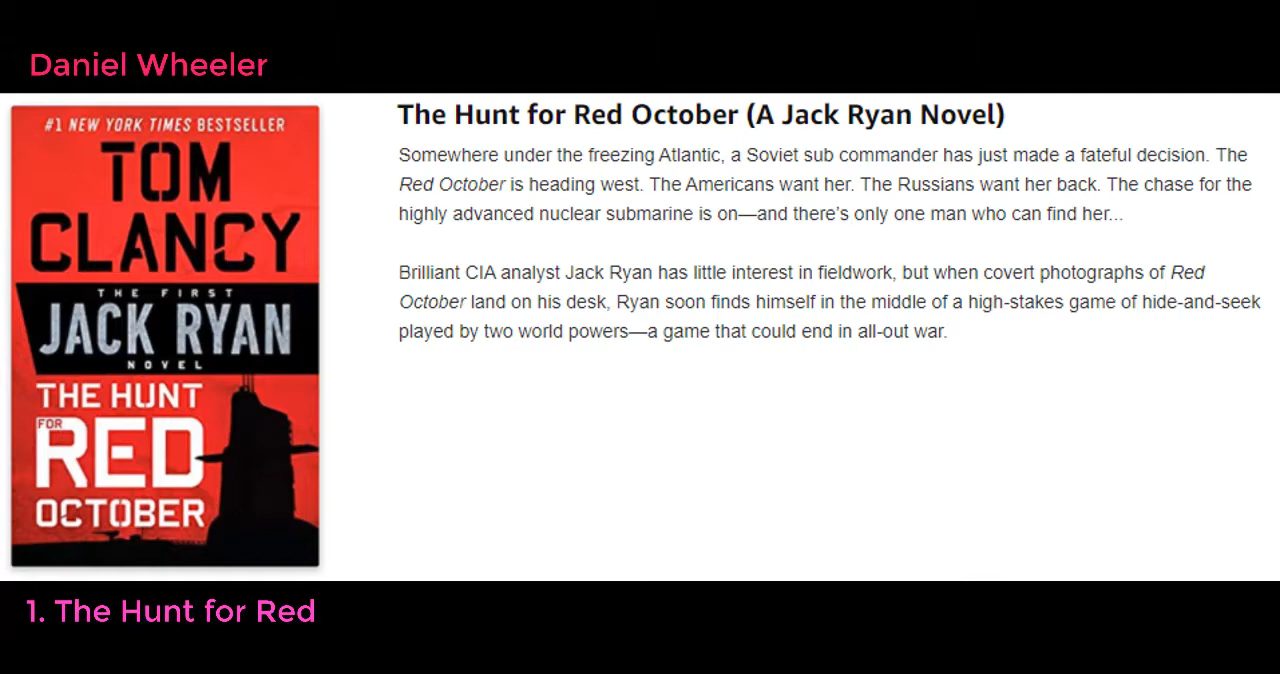 Daniel Wheeler
#1 NEW YORK TIMES BESTSELLER
TOM
CLANCY
THE FIRST
JACK RYAN
NOVEL
THE HUNT
FOR
RED
OCTOBER
The Hunt for Red October (A Jack Ryan Novel)
Somewhere under the freezing Atlantic, a Soviet sub commander has just made a fateful decision. The
Red October is heading west. The Americans want her. The Russians want her back. The chase for the
highly advanced nuclear submarine is on—and there’s only one man who can find her...
Brilliant CIA analyst Jack Ryan has little interest in fieldwork, but when covert photographs of Red
October land on his desk, Ryan soon finds himself in the middle of a high-stakes game of hide-and-seek
played by two world powers—a game that could end in all-out war.
1. The Hunt for Red